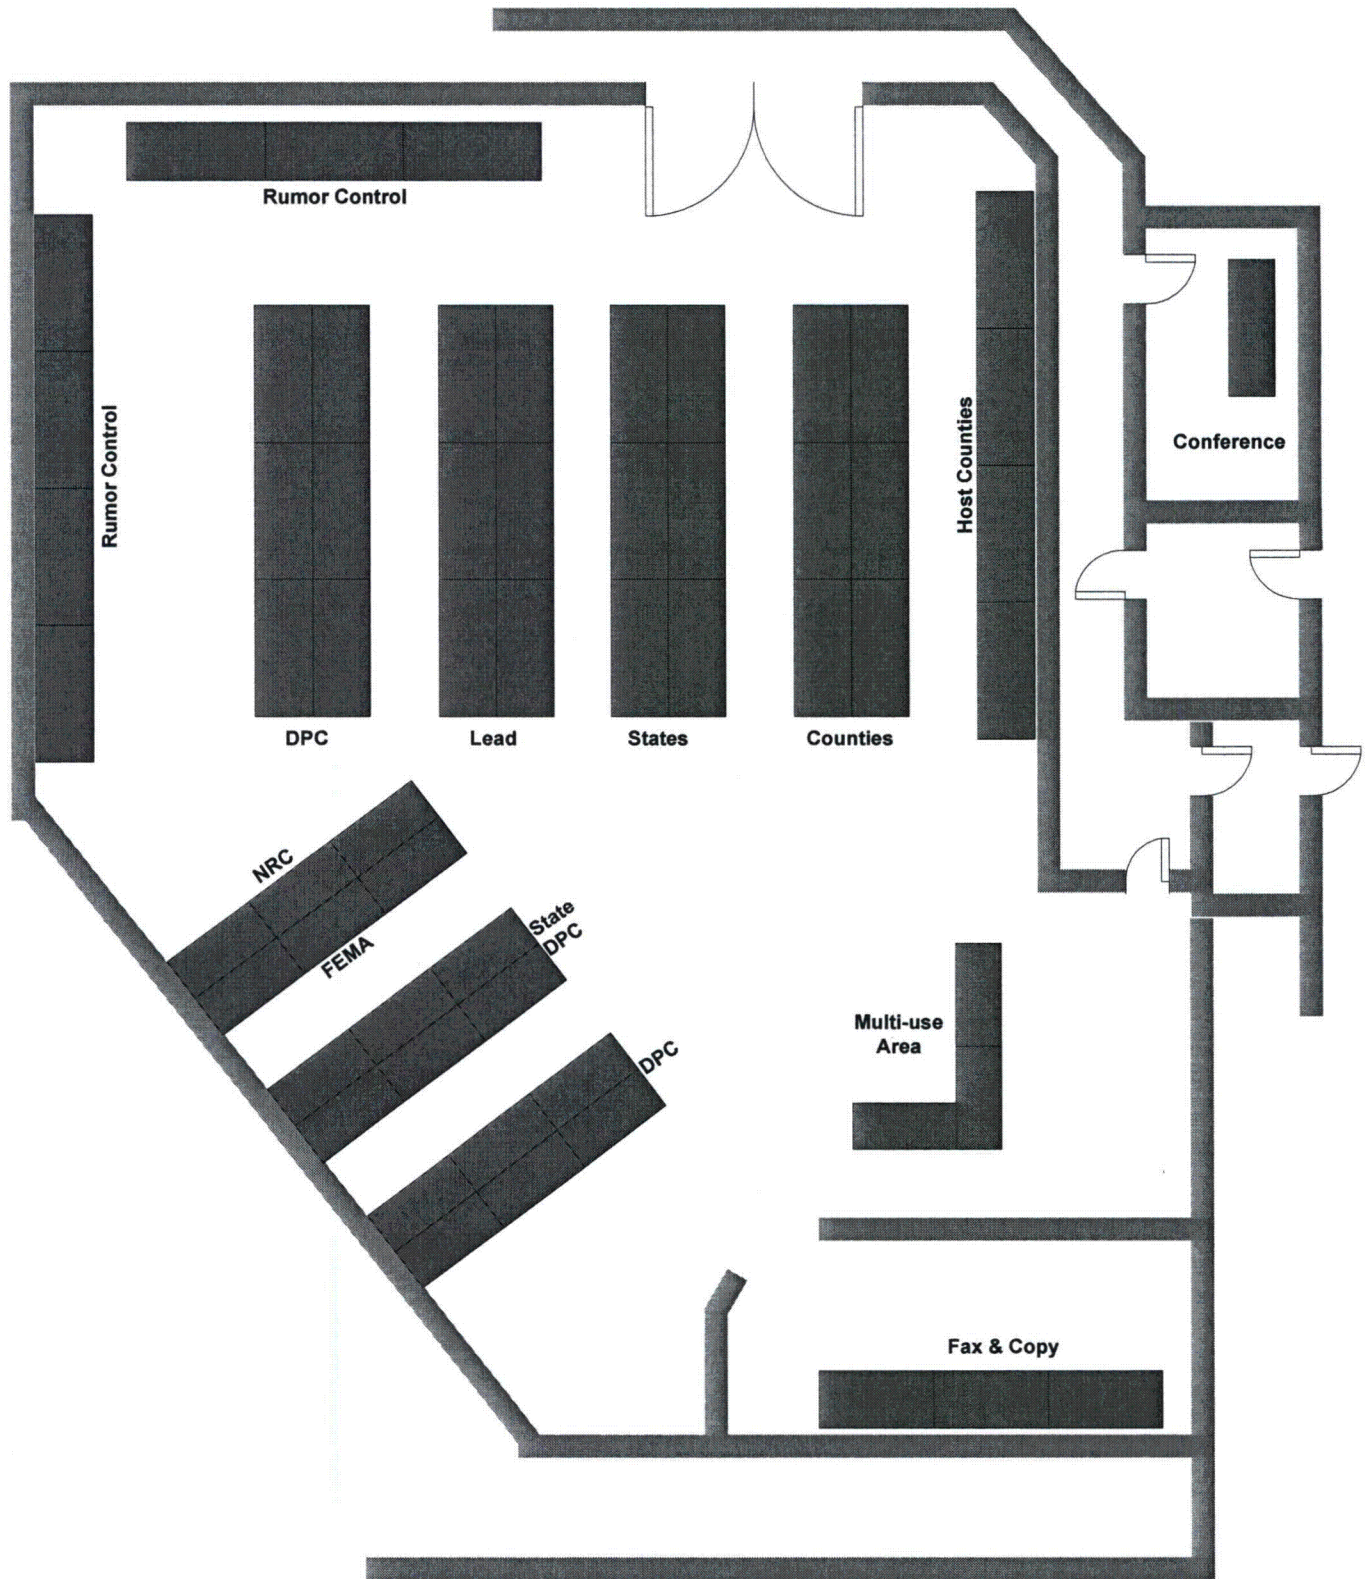 Rumor Control
Rumor Control
Host Counties
Conference
DPC
Lead
States
Counties
NRC
FEMA
State
DPC
DPC
Multi-use
Area
Fax & Copy